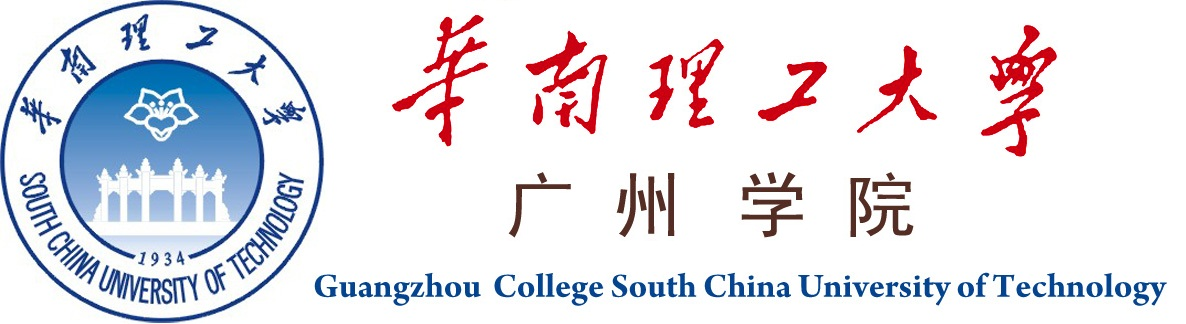 華南理工大學
SOUTH CHINA UNIVERSITY OF TECHNOLOGY
1934
華南理工大學
广州学院
Guangzhou College South China University of Technology